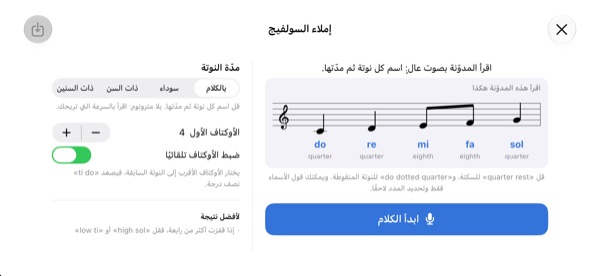 إملاء السولفيج
اقرأ المدوّنة بصوت عالٍ: اسم كل نوتة ثم مدّتها.
اقرأ هذه المدوّنة هكذا
do re mi fa sol
quarter quarter eighth eighth quarter
قل «quarter rest» للسكتة، و«do dotted quarter» للنوتة المنقوطة. ويمكنك قول الأسماء
فقط وتحديد المدد لاحقًا.
ابدأ الكلام
مدّة النوتة
بالكلام سوداء ذات السن ذات السنين
قل اسم كل نوتة ثم مدّتها. بلا مترونوم: اقرأ بالسرعة التي تريحك.
الأوكتاف الأول 4
ضبط الأوكتاف تلقائيًا
يختار الأوكتاف الأقرب إلى النوتة السابقة، فيصعد «ti do»
نصف درجة.
لأفضل نتيجة
· إذا قفزت أكثر من رابعة، فقل «high sol» أو «low ti»